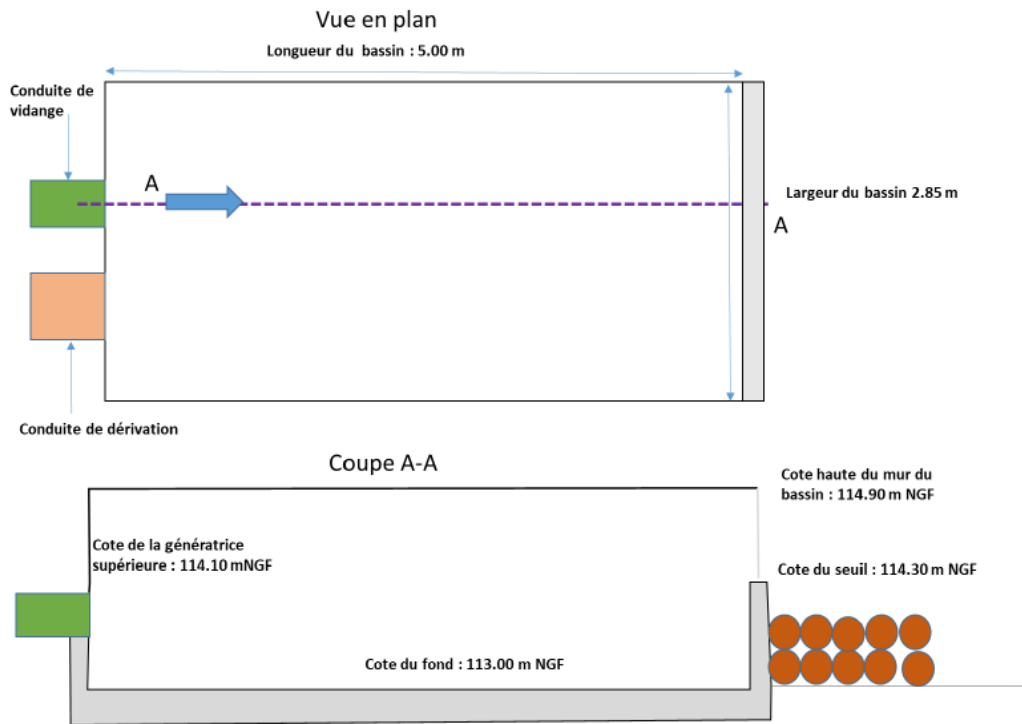 Vue en plan
Longueur du bassin : 5.00 m
Conduite de
vidange
A
Largeur du bassin 2.85 m
A
Conduite de dérivation
Coupe A-A
Cote haute du mur du
bassin : 114.90 m NGF
Cote de la génératrice
supérieure : 114.10 mNGF
Cote du seuil : 114.30 m NGF
Cote du fond : 113.00 m NGF